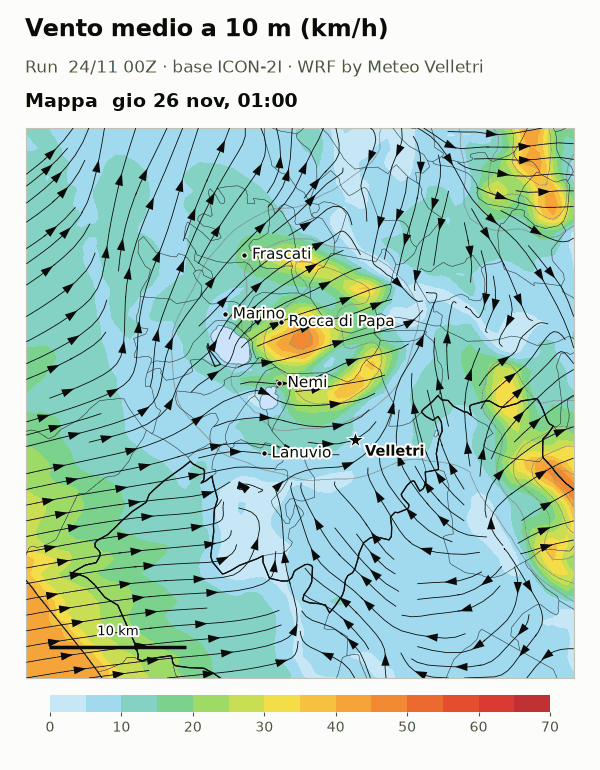 Vento medio a 10 m (km/h)
Run 24/11 00Z · base ICON-2I · WRF by Meteo Velletri
Mappa gio 26 nov, 01:00
Frascati
Marino
Rocca di Papa
Nemi
Velletri
Lanuvio
10 km
0 10 20 30 40 50 60 70